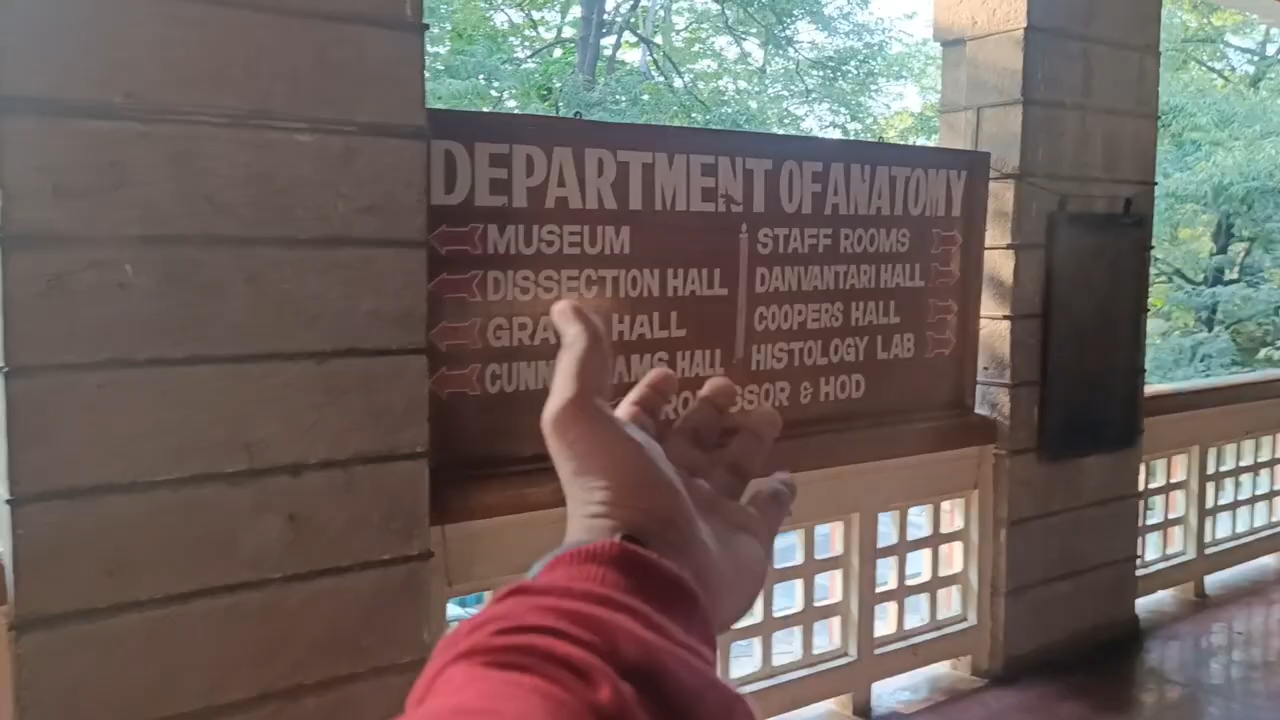 DEPARTMENT OF ANATOMY
MUSEUM
DISSECTION HALL
HALL
HALL
STAFF ROOMS
DANVANTARI HALL
COOPERS HALL
HISTOLOGY LAB
& HOD